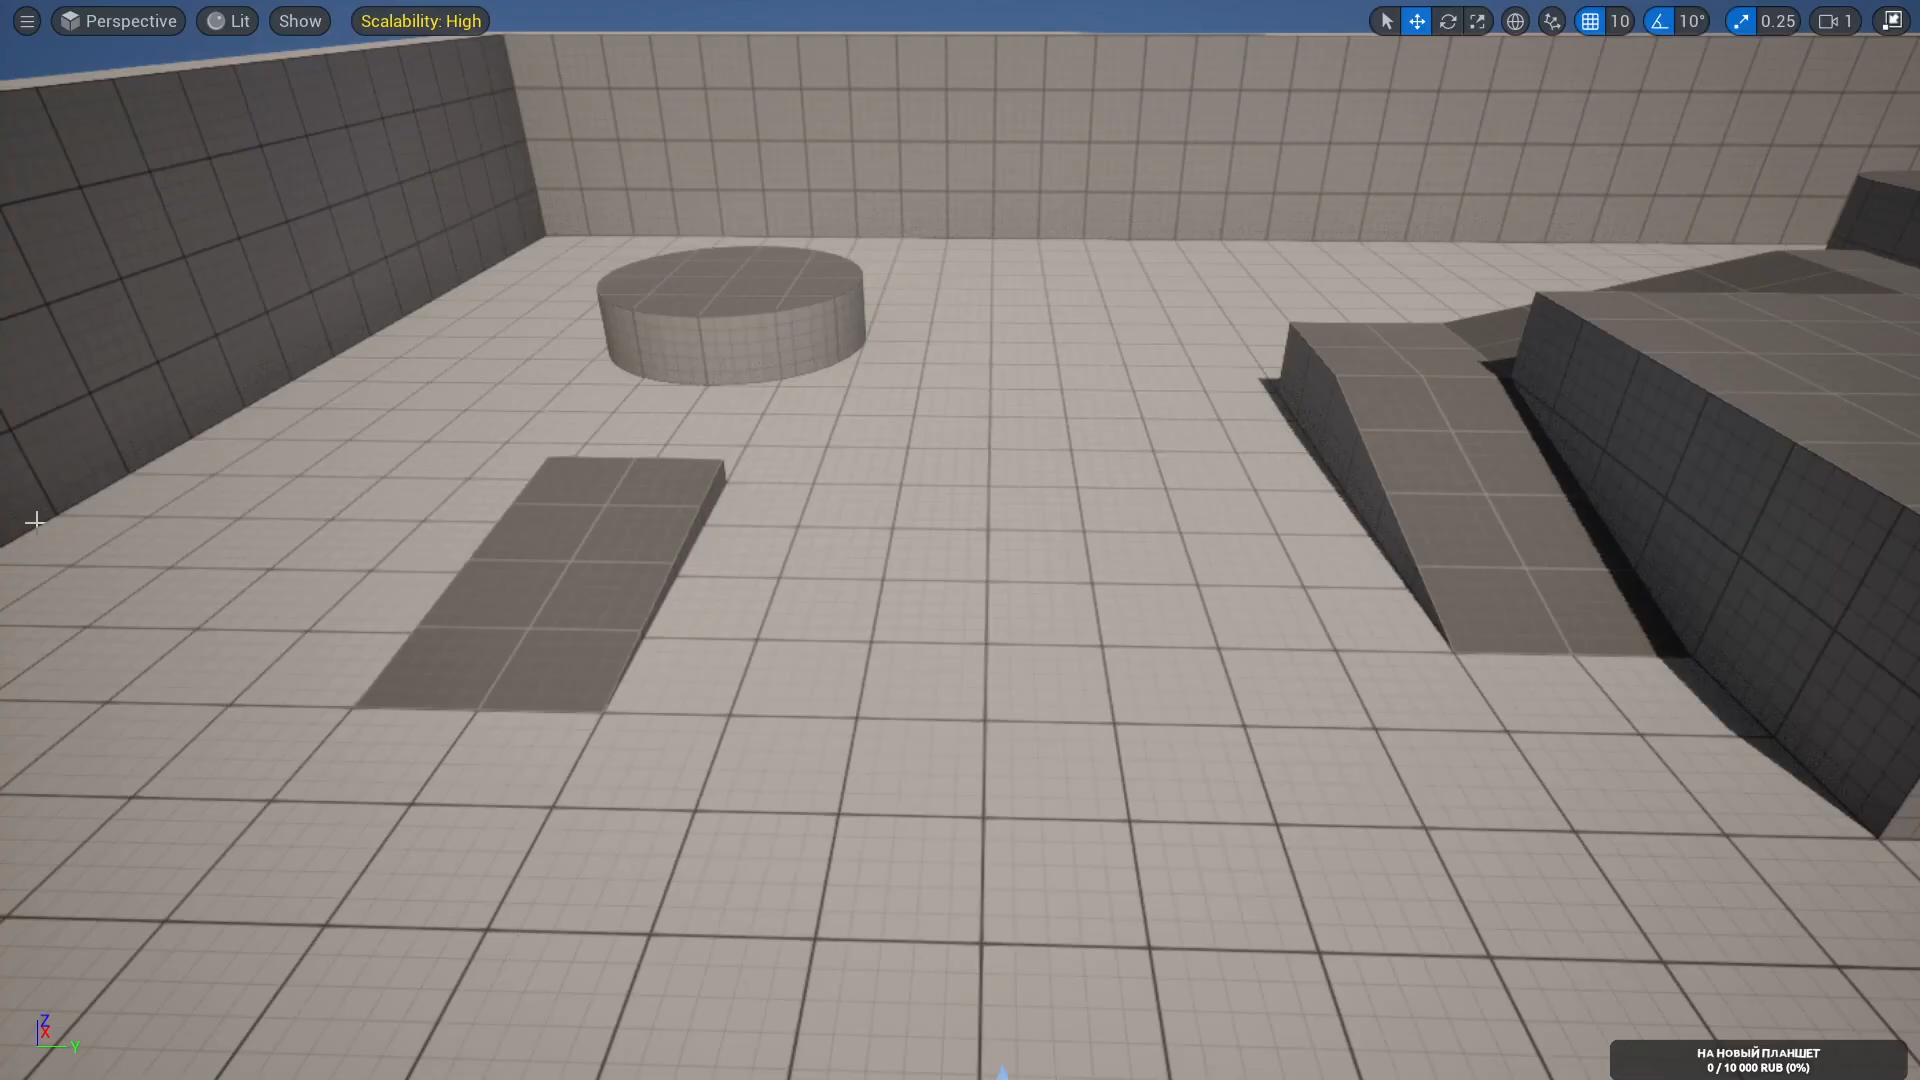 Perspective Lit Show Scalability: High 10 10° 0.25 1
Z
X
Y
НА НОВЫЙ ПЛАНШЕТ
0 / 10 000 RUB (0%)